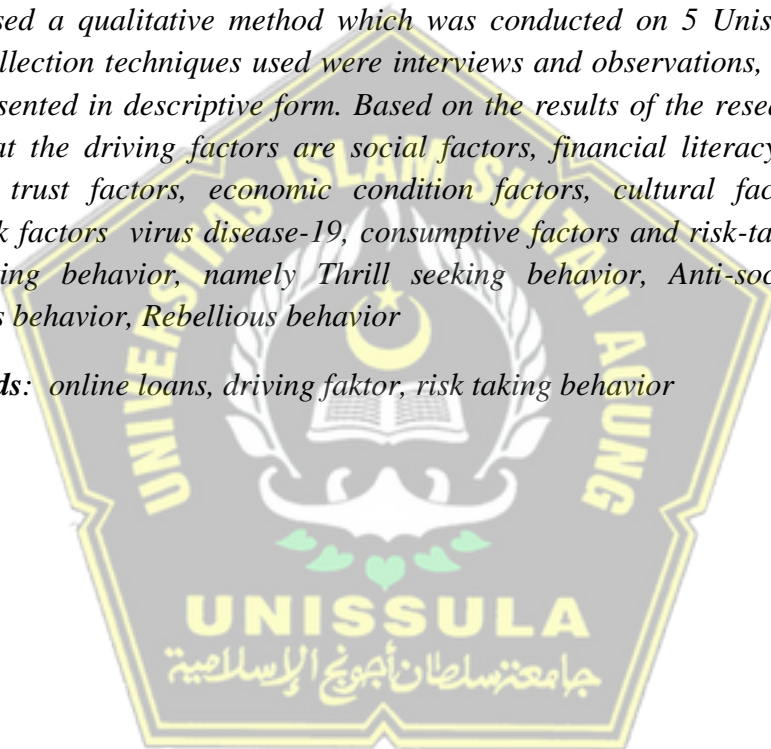 sed a qualitative method which was conducted on 5 Unis
ollection techniques used were interviews and observations,
sented in descriptive form. Based on the results of the resea
at the driving factors are social factors, financial literacy
trust factors, economic condition factors, cultural fac
k factors virus disease-19, consumptive factors and risk-ta
ing behavior, namely Thrill seeking behavior, Anti-soc
s behavior, Rebellious behavior
ds: online loans, driving faktor, risk taking behavior
UNIVERSITAS ISLAM SULTAN AGUNG
UNISSULA
جامعة سلطان أجونج الإسلامية